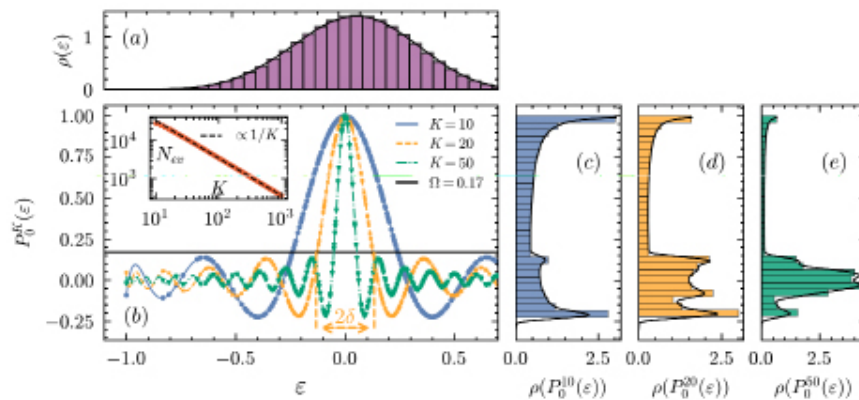 (a)
ρ(ε)
1
0
1.00
0.75
0.50
0.25
0.00
−0.25
P_0^K(ε)
10^4
N_ev
10^3
∝1/K
K
10^1 10^2 10^3
K = 10
K = 20
K = 50
Ω = 0.17
(b)
2δ
−1.0 −0.5 0.0 0.5
ε
(c)
0.0 2.5
ρ(P_0^{10}(ε))
(d)
0.0 2.5
ρ(P_0^{20}(ε))
(e)
0.0 2.5
ρ(P_0^{50}(ε))